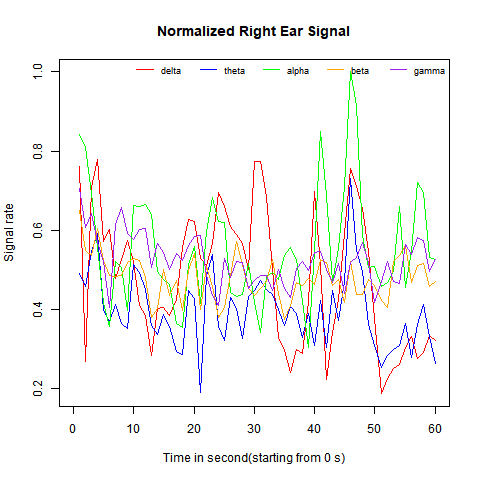 Normalized Right Ear Signal
delta theta alpha beta gamma
Signal rate
1.0
0.8
0.6
0.4
0.2
0 10 20 30 40 50 60
Time in second(starting from 0 s)